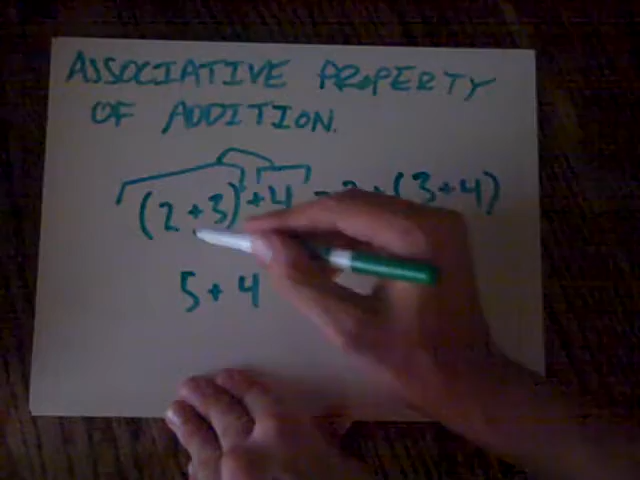 ASSOCIATIVE PROPERTY
OF ADDITION.
(2+3)+4 = 2+(3+4)
5+4